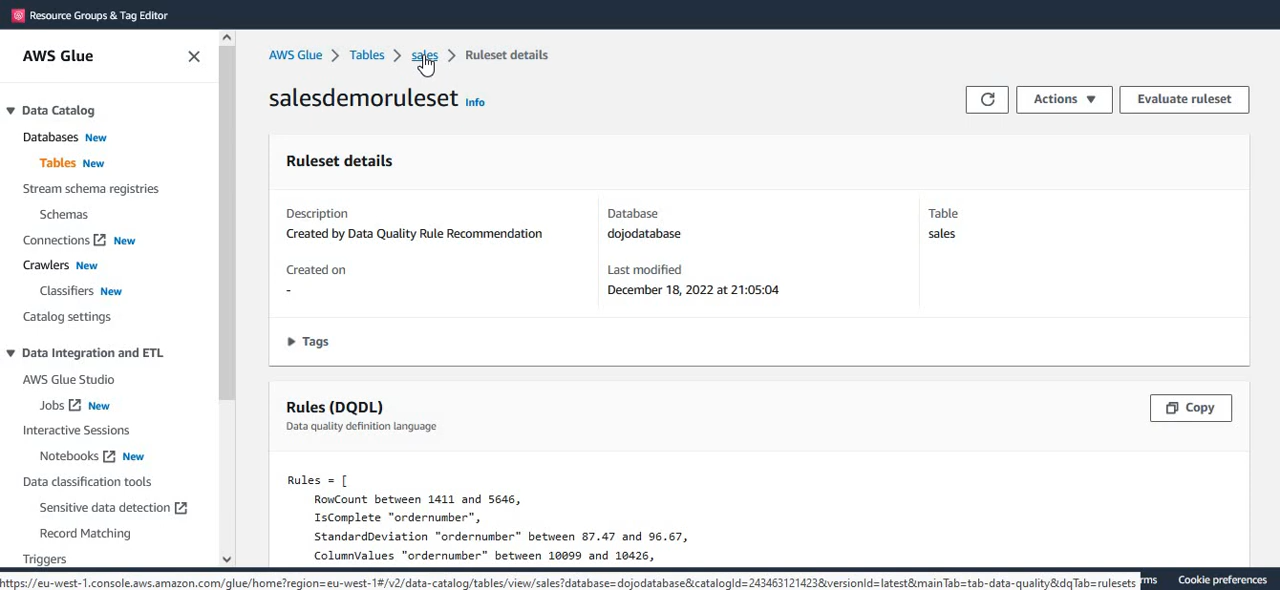 Resource Groups & Tag Editor
AWS Glue
Data Catalog
Databases New
Tables New
Stream schema registries
Schemas
Connections New
Crawlers New
Classifiers New
Catalog settings
Data Integration and ETL
AWS Glue Studio
Jobs New
Interactive Sessions
Notebooks New
Data classification tools
Sensitive data detection
Record Matching
Triggers
AWS Glue > Tables > sales > Ruleset details
salesdemoruleset Info
Actions
Evaluate ruleset
Ruleset details
Description
Created by Data Quality Rule Recommendation
Database
dojodatabase
Table
sales
Created on
-
Last modified
December 18, 2022 at 21:05:04
Tags
Rules (DQDL)
Data quality definition language
Copy
Rules = [
RowCount between 1411 and 5646,
IsComplete "ordernumber",
StandardDeviation "ordernumber" between 87.47 and 96.67,
ColumnValues "ordernumber" between 10099 and 10426,
https://eu-west-1.console.aws.amazon.com/glue/home?region=eu-west-1#/v2/data-catalog/tables/view/sales?database=dojodatabase&catalogId=243463121423&versionId=latest&mainTab=tab-data-quality&dqTab=rulesets
rms
Cookie preferences